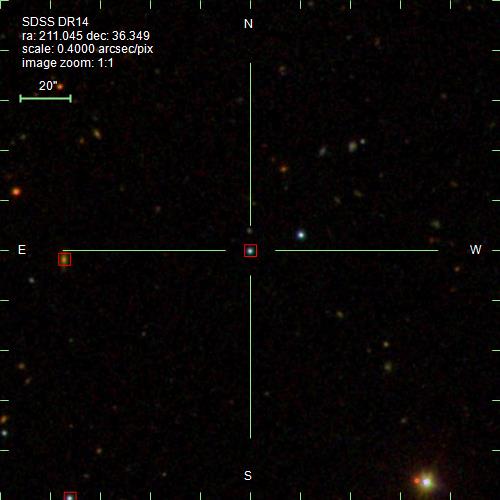 SDSS DR14
ra: 211.045 dec: 36.349
scale: 0.4000 arcsec/pix
image zoom: 1:1
20"
N
E
W
S